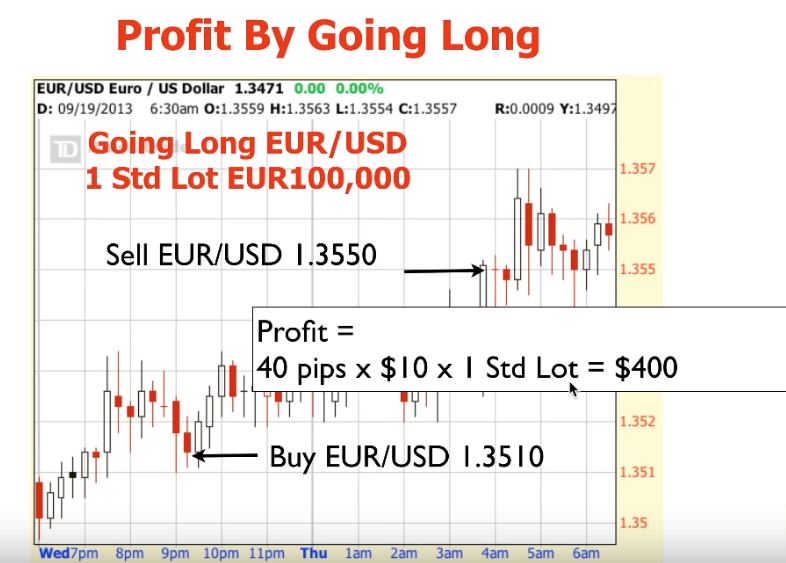 Profit By Going Long
EUR/USD Euro / US Dollar 1.3471 0.00 0.00%
D: 09/19/2013 6:30am O:1.3559 H:1.3563 L:1.3554 C:1.3557 R:0.0009 Y:1.3497
TD
Going Long EUR/USD
1 Std Lot EUR100,000
1.357
1.356
Sell EUR/USD 1.3550
1.355
Profit =
40 pips x $10 x 1 Std Lot = $400
1.352
Buy EUR/USD 1.3510
1.351
1.35
Wed 7pm 8pm 9pm 10pm 11pm Thu 1am 2am 3am 4am 5am 6am